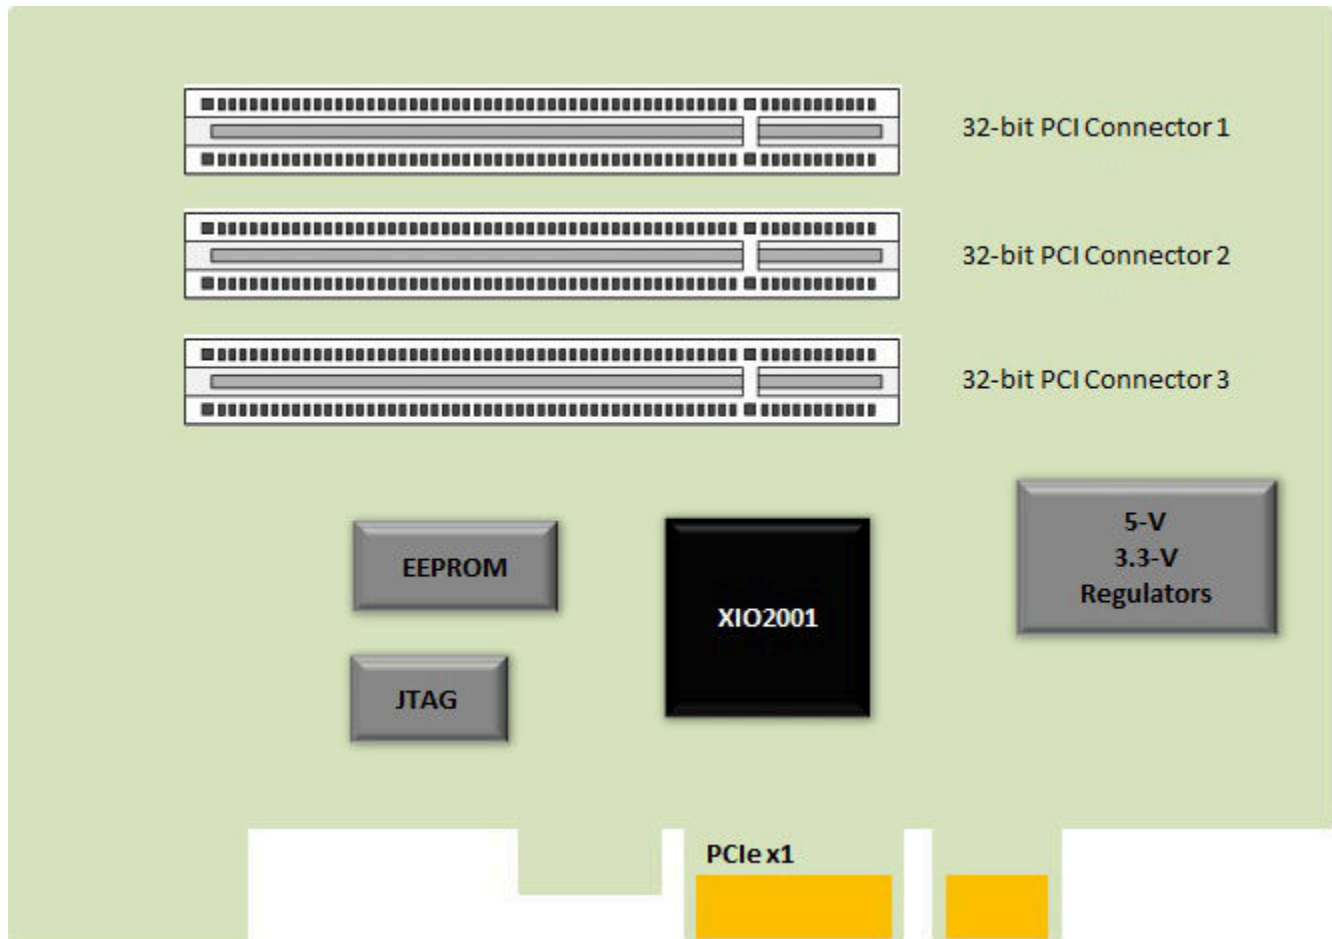 32-bit PCI Connector 1
32-bit PCI Connector 2
32-bit PCI Connector 3
5-V
3.3-V
Regulators
EEPROM
XIO2001
JTAG
PCIe x1